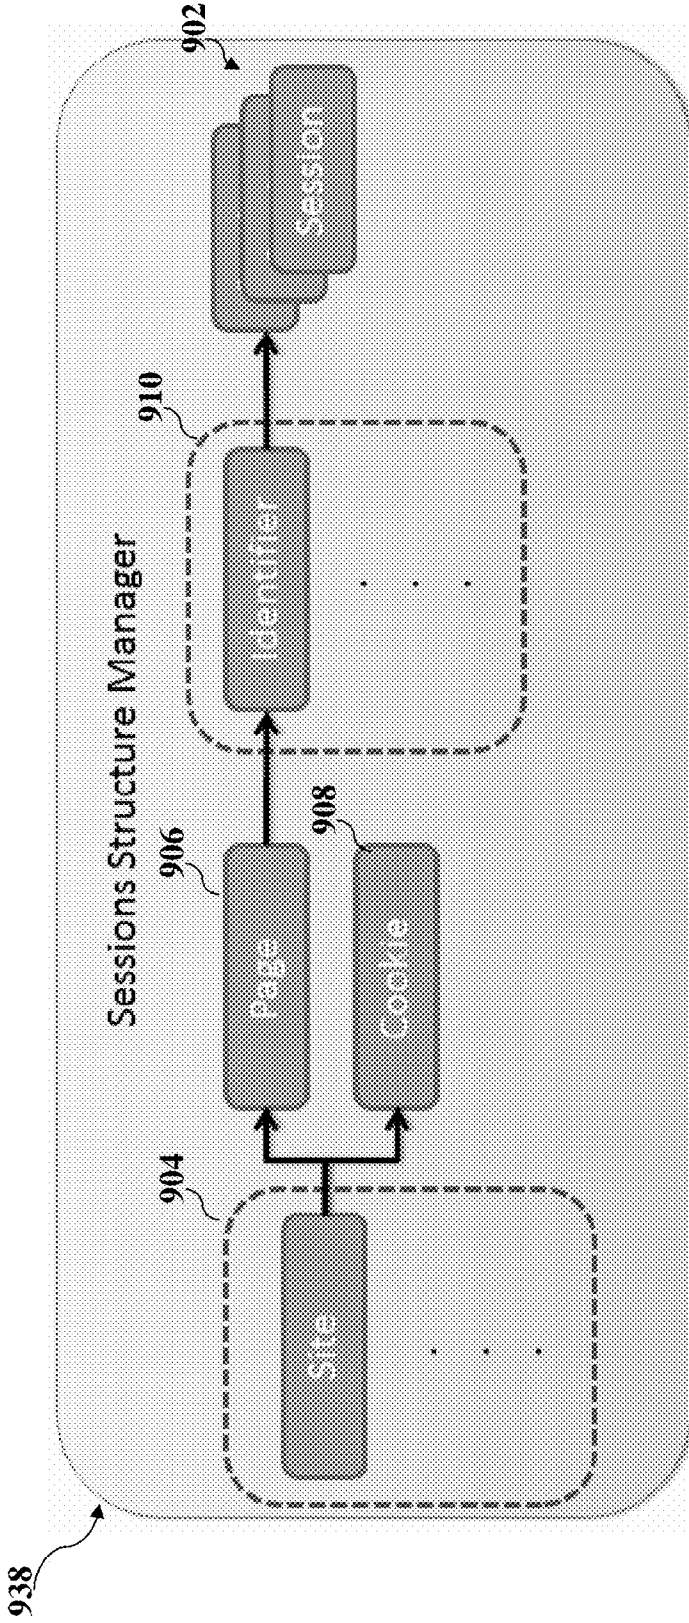 938
Sessions Structure Manager
904
906
908
910
902
Site
Page
Cookie
Identifier
Session